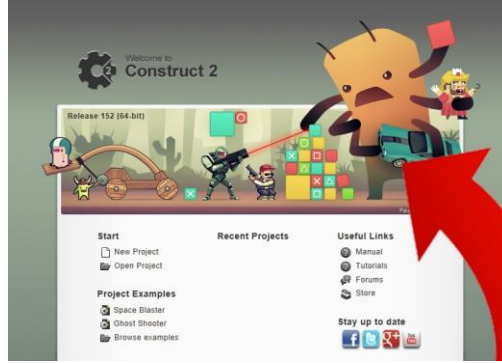 Welcome to
Construct 2
Release 152 (64-bit)
Start
New Project
Open Project
Project Examples
Space Blaster
Ghost Shooter
Browse examples
Recent Projects
Useful Links
Manual
Tutorials
Forums
Store
Stay up to date